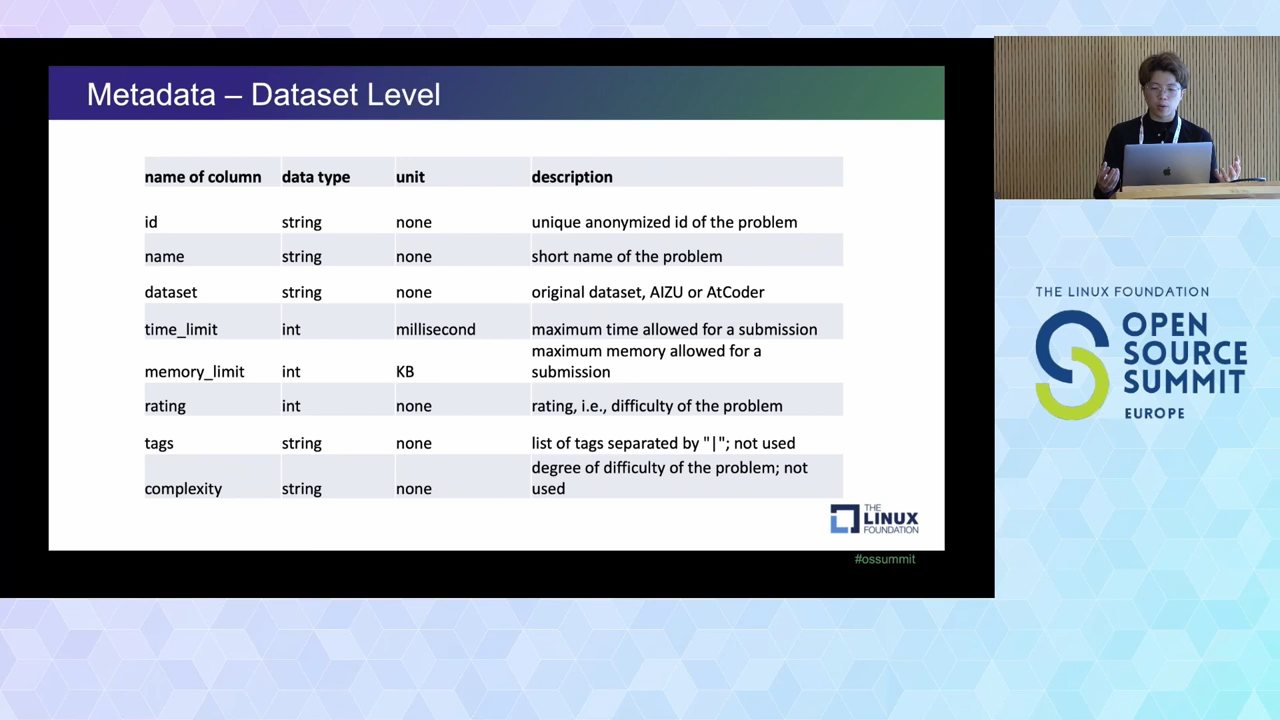 Metadata – Dataset Level
name of column data type unit description
id string none unique anonymized id of the problem
name string none short name of the problem
dataset string none original dataset, AIZU or AtCoder
time_limit int millisecond maximum time allowed for a submission
memory_limit int KB maximum memory allowed for a
submission
rating int none rating, i.e., difficulty of the problem
tags string none list of tags separated by "|"; not used
complexity string none degree of difficulty of the problem; not
used
THE
LINUX
FOUNDATION
#ossummit
THE LINUX FOUNDATION
OPEN
SOURCE
SUMMIT
EUROPE